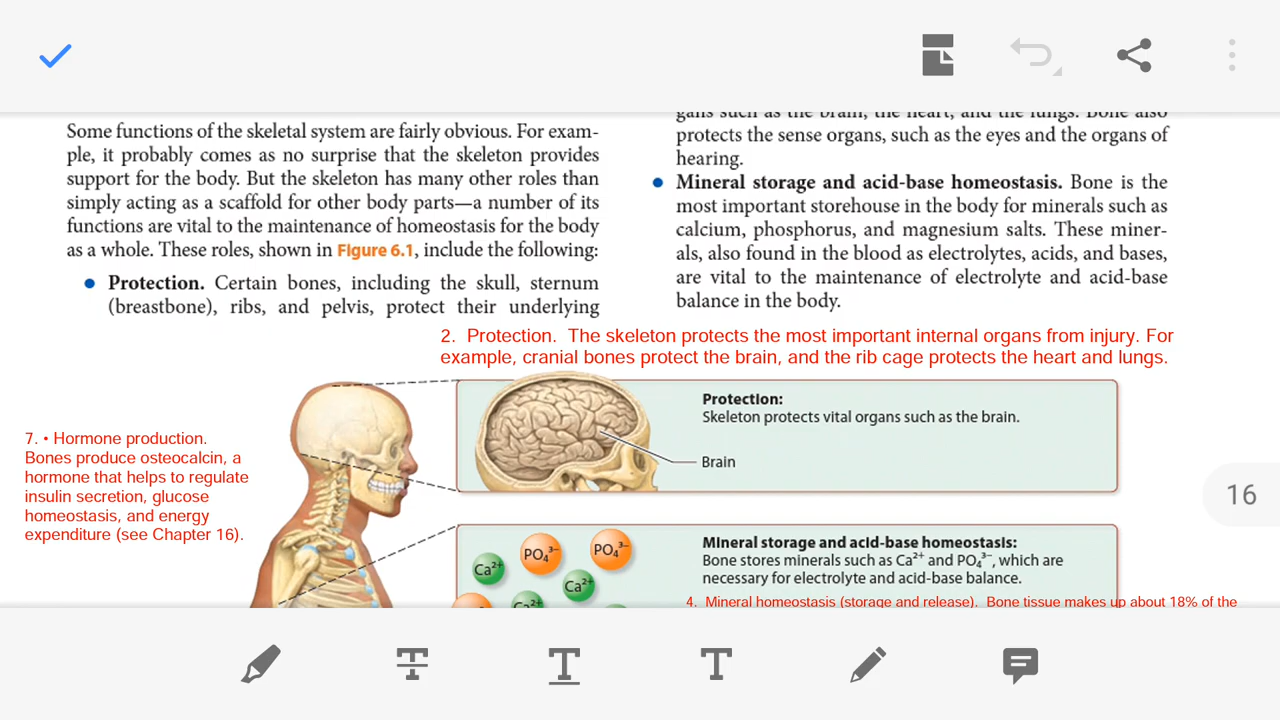 Some functions of the skeletal system are fairly obvious. For exam-
ple, it probably comes as no surprise that the skeleton provides
support for the body. But the skeleton has many other roles than
simply acting as a scaffold for other body parts—a number of its
functions are vital to the maintenance of homeostasis for the body
as a whole. These roles, shown in Figure 6.1, include the following:
• Protection. Certain bones, including the skull, sternum
(breastbone), ribs, and pelvis, protect their underlying
gans such as the brain, the heart, and the lungs. Bone also
protects the sense organs, such as the eyes and the organs of
hearing.
• Mineral storage and acid-base homeostasis. Bone is the
most important storehouse in the body for minerals such as
calcium, phosphorus, and magnesium salts. These miner-
als, also found in the blood as electrolytes, acids, and bases,
are vital to the maintenance of electrolyte and acid-base
balance in the body.
2. Protection. The skeleton protects the most important internal organs from injury. For
example, cranial bones protect the brain, and the rib cage protects the heart and lungs.
Protection:
Skeleton protects vital organs such as the brain.
Brain
7. • Hormone production.
Bones produce osteocalcin, a
hormone that helps to regulate
insulin secretion, glucose
homeostasis, and energy
expenditure (see Chapter 16).
16
Mineral storage and acid-base homeostasis:
Bone stores minerals such as Ca²⁺ and PO₄³⁻, which are
necessary for electrolyte and acid-base balance.
PO₄³⁻
PO₄³⁻
Ca²⁺
Ca²⁺
Ca²⁺
4. Mineral homeostasis (storage and release). Bone tissue makes up about 18% of the
T
T
T